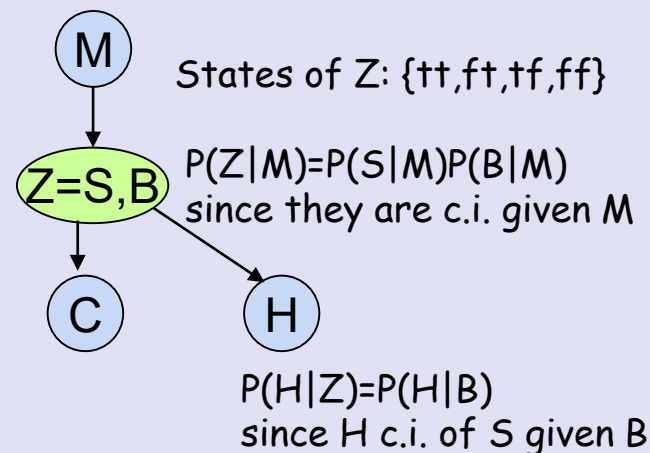 M
States of Z: {tt,ft,tf,ff}
Z=S,B
P(Z|M)=P(S|M)P(B|M)
since they are c.i. given M
C
H
P(H|Z)=P(H|B)
since H c.i. of S given B